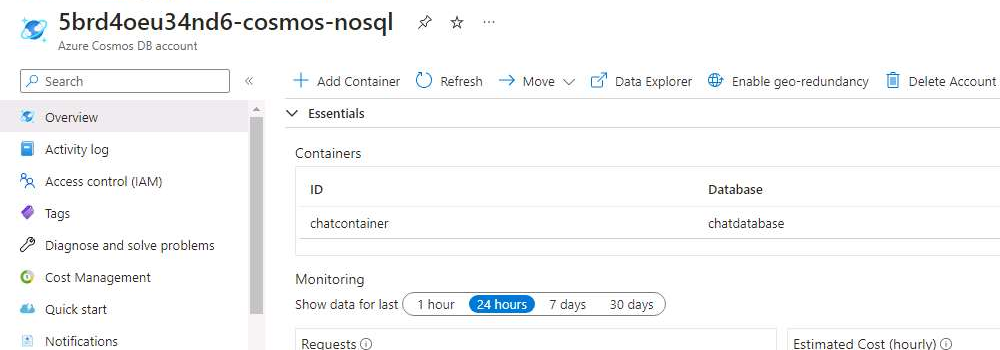 5brd4oeu34nd6-cosmos-nosql
Azure Cosmos DB account
Search
Add Container Refresh Move Data Explorer Enable geo-redundancy Delete Account
Overview
Activity log
Access control (IAM)
Tags
Diagnose and solve problems
Cost Management
Quick start
Notifications
Essentials
Containers
ID Database
chatcontainer chatdatabase
Monitoring
Show data for last 1 hour 24 hours 7 days 30 days
Requests Estimated Cost (hourly)